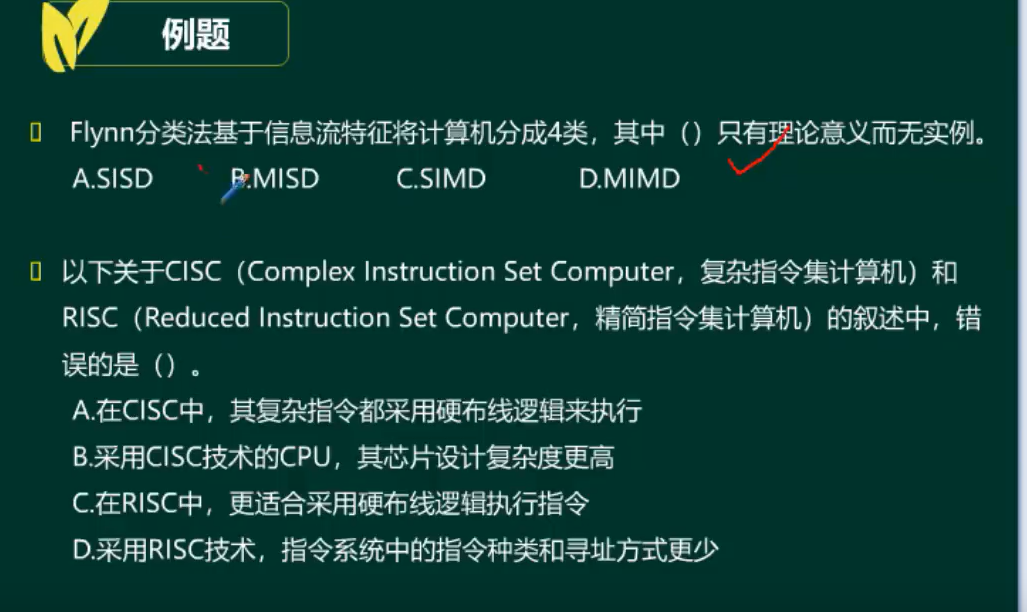 例题
Flynn分类法基于信息流特征将计算机分成4类，其中（）只有理论意义而无实例。
A.SISD B.MISD C.SIMD D.MIMD
以下关于CISC（Complex Instruction Set Computer，复杂指令集计算机）和
RISC（Reduced Instruction Set Computer，精简指令集计算机）的叙述中，错
误的是（）。
A.在CISC中，其复杂指令都采用硬布线逻辑来执行
B.采用CISC技术的CPU，其芯片设计复杂度更高
C.在RISC中，更适合采用硬布线逻辑执行指令
D.采用RISC技术，指令系统中的指令种类和寻址方式更少